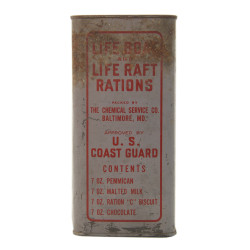 LIFE BOAT
AND
LIFE RAFT
RATIONS
PACKED BY
THE CHEMICAL SERVICE CO.
BALTIMORE, MD.
APPROVED BY
U. S.
COAST GUARD
CONTENTS
7 OZ. PEMMICAN
7 OZ. MALTED MILK
7 OZ. RATION "C" BISCUIT
7 OZ. CHOCOLATE